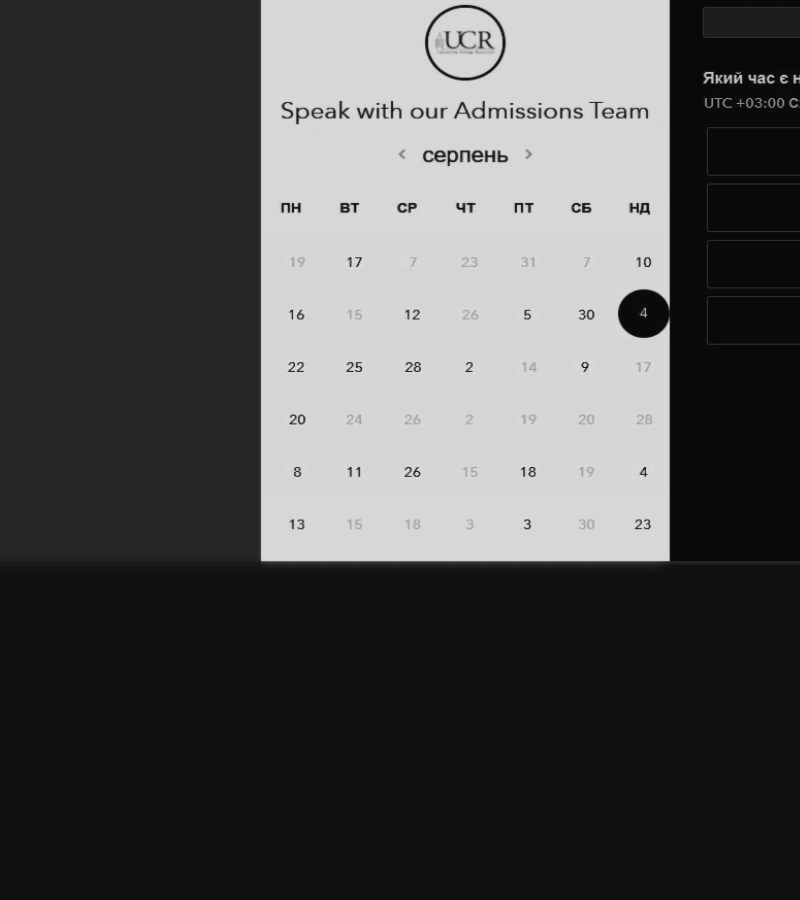 UCR
Speak with our Admissions Team
< серпень >
ПН ВТ СР ЧТ ПТ СБ НД
19 17 7 23 31 7 10
16 15 12 26 5 30 4
22 25 28 2 14 9 17
20 24 26 2 19 20 28
8 11 26 15 18 19 4
13 15 18 3 3 30 23
Який час є
UTC +03:00